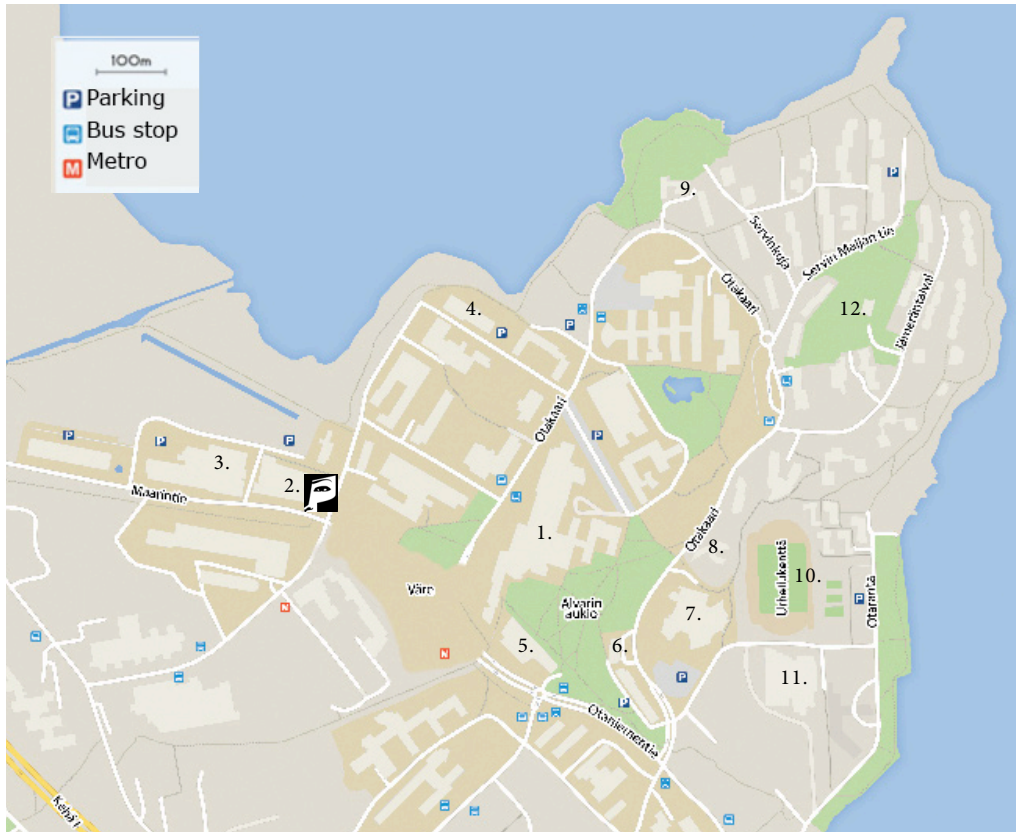 100m
P Parking
Bus stop
M Metro
9.
P
Servinkuja
Servin Maijan tie
Otakaari
4.
P
P
12.
Jämeräntaival
Otakaari
P
P
P
P
3.
2.
Maarintie
1.
Otakaari
8.
Urheilukenttä
10.
P
Otaranta
Väre
Alvarin
aukio
M
7.
5.
6.
M
P
11.
P
Otaniementie
Kehä I